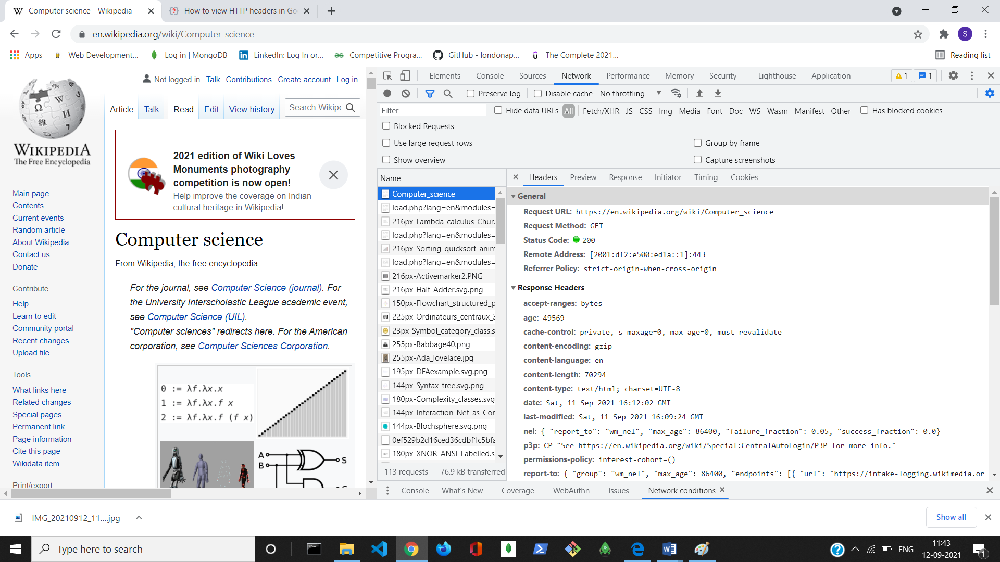 Computer science - Wikipedia
How to view HTTP headers in Go
en.wikipedia.org/wiki/Computer_science
S
Apps
Web Development...
Log in | MongoDB
LinkedIn: Log In or...
Competitive Progra...
GitHub - londonap...
The Complete 2021...
Reading list
Not logged in Talk Contributions Create account Log in
Article Talk Read Edit View history
Search Wikipe
WIKIPEDIA
The Free Encyclopedia
Main page
Contents
Current events
Random article
About Wikipedia
Contact us
Donate
Contribute
Help
Learn to edit
Community portal
Recent changes
Upload file
Tools
What links here
Related changes
Special pages
Permanent link
Page information
Cite this page
Wikidata item
Print/export
2021 edition of Wiki Loves
Monuments photography
competition is now open!
Help improve the coverage on Indian
cultural heritage in Wikipedia!
Computer science
From Wikipedia, the free encyclopedia
For the journal, see Computer Science (journal). For
the University Interscholastic League academic event,
see Computer Science (UIL).
"Computer sciences" redirects here. For the American
corporation, see Computer Sciences Corporation.
0 := λf.λx.x
1 := λf.λx.f x
2 := λf.λx.f (f x)
A
B
S
Elements Console Sources Network Performance Memory Security Lighthouse Application
1
1
Preserve log
Disable cache
No throttling
Filter
Hide data URLs
All
Fetch/XHR JS CSS Img Media Font Doc WS Wasm Manifest Other
Has blocked cookies
Blocked Requests
Use large request rows
Group by frame
Show overview
Capture screenshots
Name
Computer_science
load.php?lang=en&modules=
216px-Lambda_calculus-Chur.
load.php?lang=en&modules=
216px-Sorting_quicksort_anim
load.php?lang=en&modules=
216px-Activemarker2.PNG
216px-Half_Adder.svg.png
150px-Flowchart_structured_p
225px-Ordinateurs_centraux_3
23px-Symbol_category_class.s
255px-Babbage40.png
255px-Ada_lovelace.jpg
195px-DFAexample.svg.png
144px-Syntax_tree.svg.png
180px-Complexity_classes.svg
144px-Interaction_Net_as_Cor
144px-Blochsphere.svg.png
0ef529b2d16ced36cdbf1c5bfa
180px-XNOR_ANSI_Labelled.s
113 requests
76.9 kB transferred
Headers Preview Response Initiator Timing Cookies
General
Request URL: https://en.wikipedia.org/wiki/Computer_science
Request Method: GET
Status Code: 200
Remote Address: [2001:df2:e500:ed1a::1]:443
Referrer Policy: strict-origin-when-cross-origin
Response Headers
accept-ranges: bytes
age: 49569
cache-control: private, s-maxage=0, max-age=0, must-revalidate
content-encoding: gzip
content-language: en
content-length: 70294
content-type: text/html; charset=UTF-8
date: Sat, 11 Sep 2021 16:12:02 GMT
last-modified: Sat, 11 Sep 2021 16:09:24 GMT
nel: { "report_to": "wm_nel", "max_age": 86400, "failure_fraction": 0.05, "success_fraction": 0.0}
p3p: CP="See https://en.wikipedia.org/wiki/Special:CentralAutoLogin/P3P for more info."
permissions-policy: interest-cohort=()
report-to: { "group": "wm_nel", "max_age": 86400, "endpoints": [{ "url": "https://intake-logging.wikimedia.or
Console What's New Coverage WebAuthn Issues Network conditions
IMG_20210912_11....jpg
Show all
Type here to search
ENG
11:43
12-09-2021
1